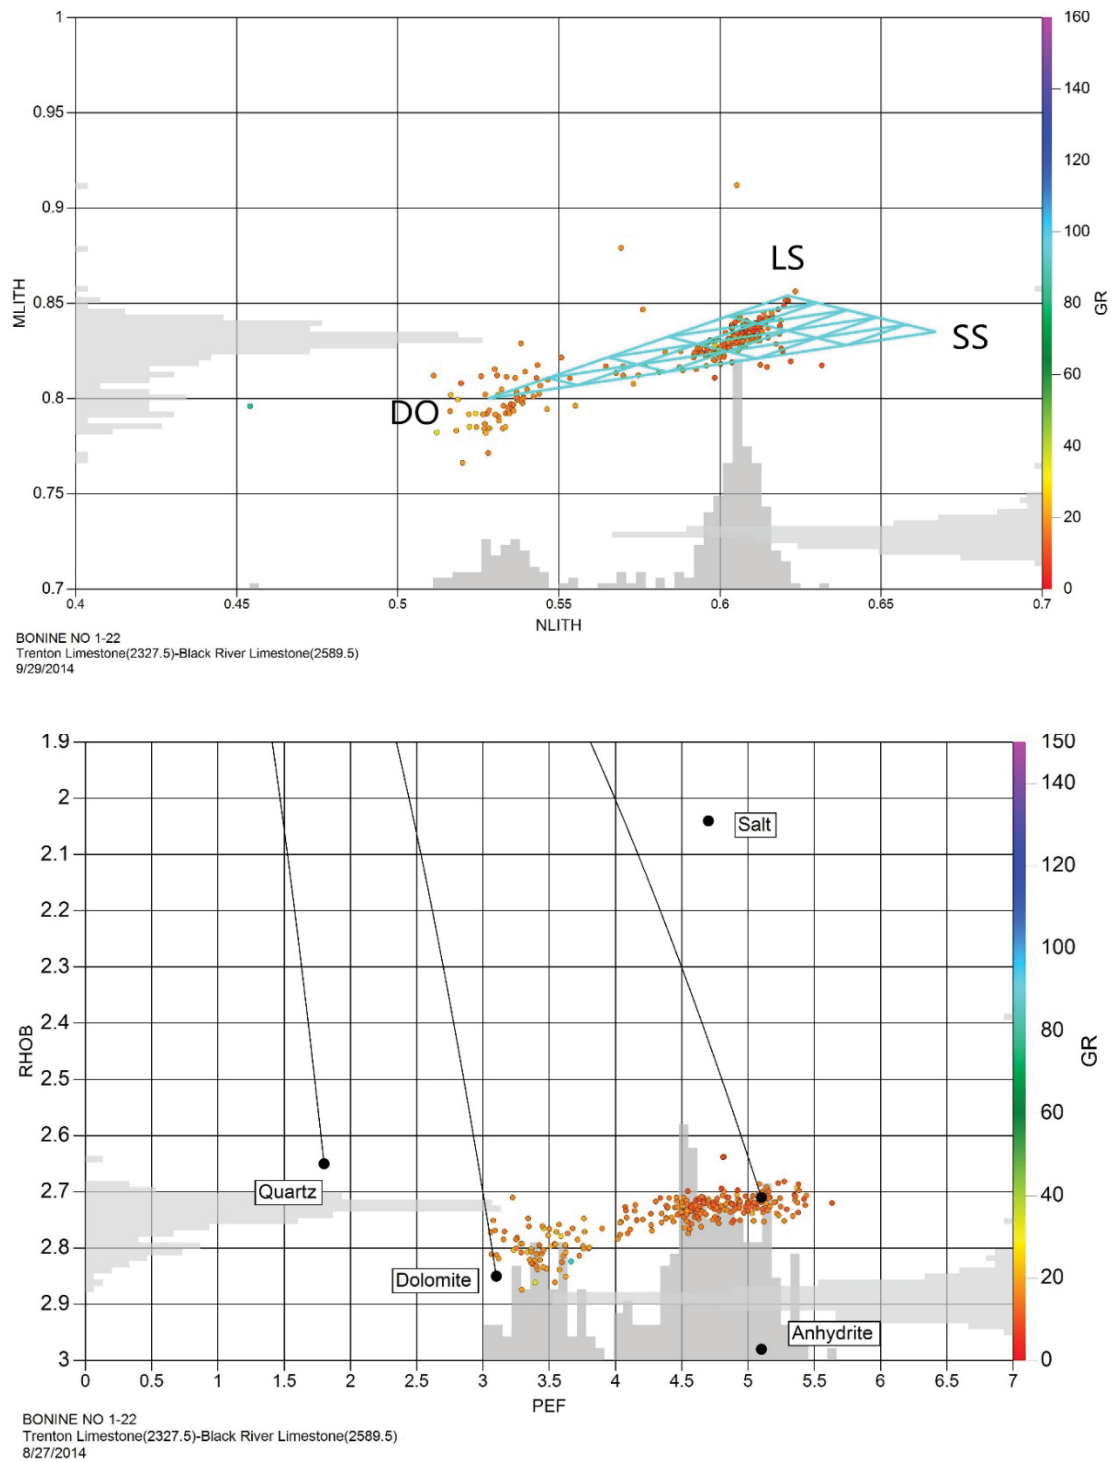 1
0.95
0.9
0.85
0.8
0.75
0.7
MLITH
LS
SS
DO
160
140
120
100
80
60
40
20
0
GR
0.4 0.45 0.5 0.55 0.6 0.65 0.7
NLITH
BONINE NO 1-22
Trenton Limestone(2327.5)-Black River Limestone(2589.5)
9/29/2014
1.9
2
2.1
2.2
2.3
2.4
2.5
2.6
2.7
2.8
2.9
3
RHOB
Salt
Quartz
Dolomite
Anhydrite
150
140
120
100
80
60
40
20
0
GR
0 0.5 1 1.5 2 2.5 3 3.5 4 4.5 5 5.5 6 6.5 7
PEF
BONINE NO 1-22
Trenton Limestone(2327.5)-Black River Limestone(2589.5)
8/27/2014